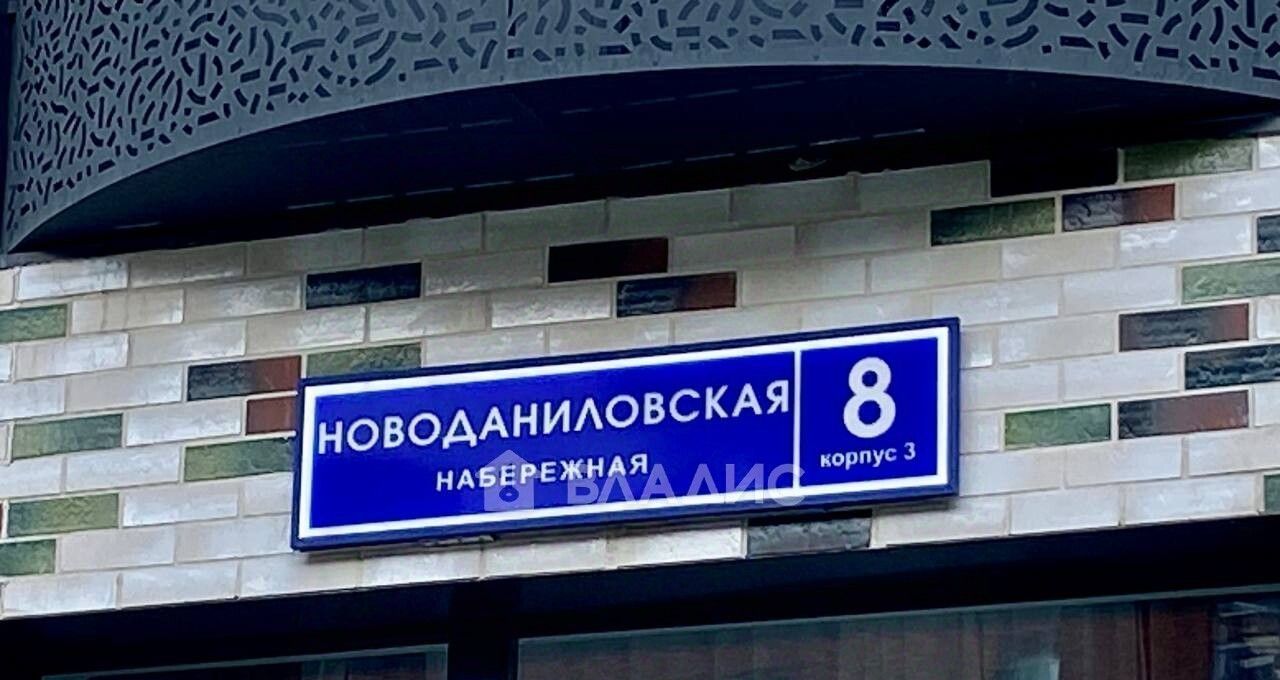 НОВОДАНИЛОВСКАЯ
НАБЕРЕЖНАЯ
8
корпус 3
ВЛАДИС